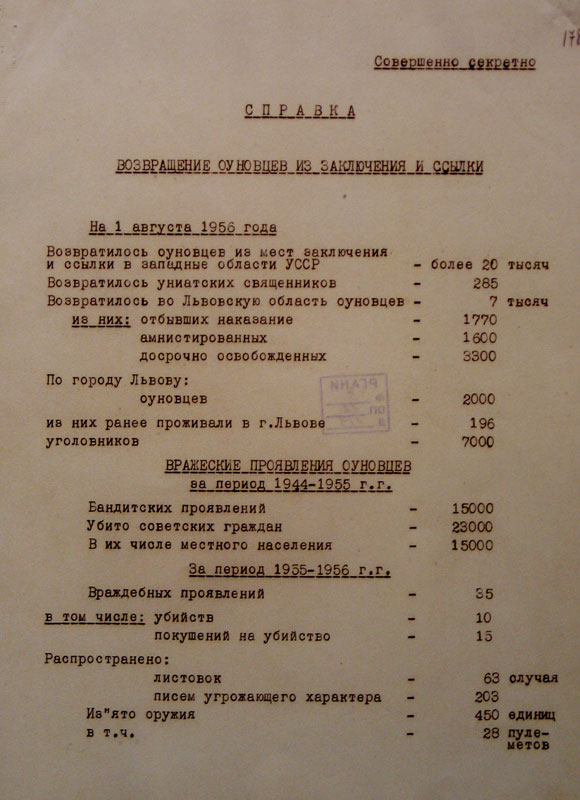 178
Совершенно секретно
СПРАВКА
ВОЗВРАЩЕНИЕ ОУНОВЦЕВ ИЗ ЗАКЛЮЧЕНИЯ И ССЫЛКИ
На 1 августа 1956 года
Возвратилось оуновцев из мест заключения
и ссылки в западные области УССР - более 20 тысяч
Возвратилось униатских священников - 285
Возвратилось во Львовскую область оуновцев - 7 тысяч
из них: отбывших наказание - 1770
амнистированных - 1600
досрочно освобожденных - 3300
По городу Львову:
оуновцев - 2000
из них ранее проживали в г.Львове - 196
уголовников - 7000
РГАНИ
ВРАЖЕСКИЕ ПРОЯВЛЕНИЯ ОУНОВЦЕВ
за период 1944-1955 г.г.
Бандитских проявлений - 15000
Убито советских граждан - 23000
В их числе местного населения - 15000
За период 1955-1956 г.г.
Враждебных проявлений - 35
в том числе: убийств - 10
покушений на убийство - 15
Распространено:
листовок - 63 случая
писем угрожающего характера - 203
Из"ято оружия - 450 единиц
в т.ч. - 28 пуле-
метов